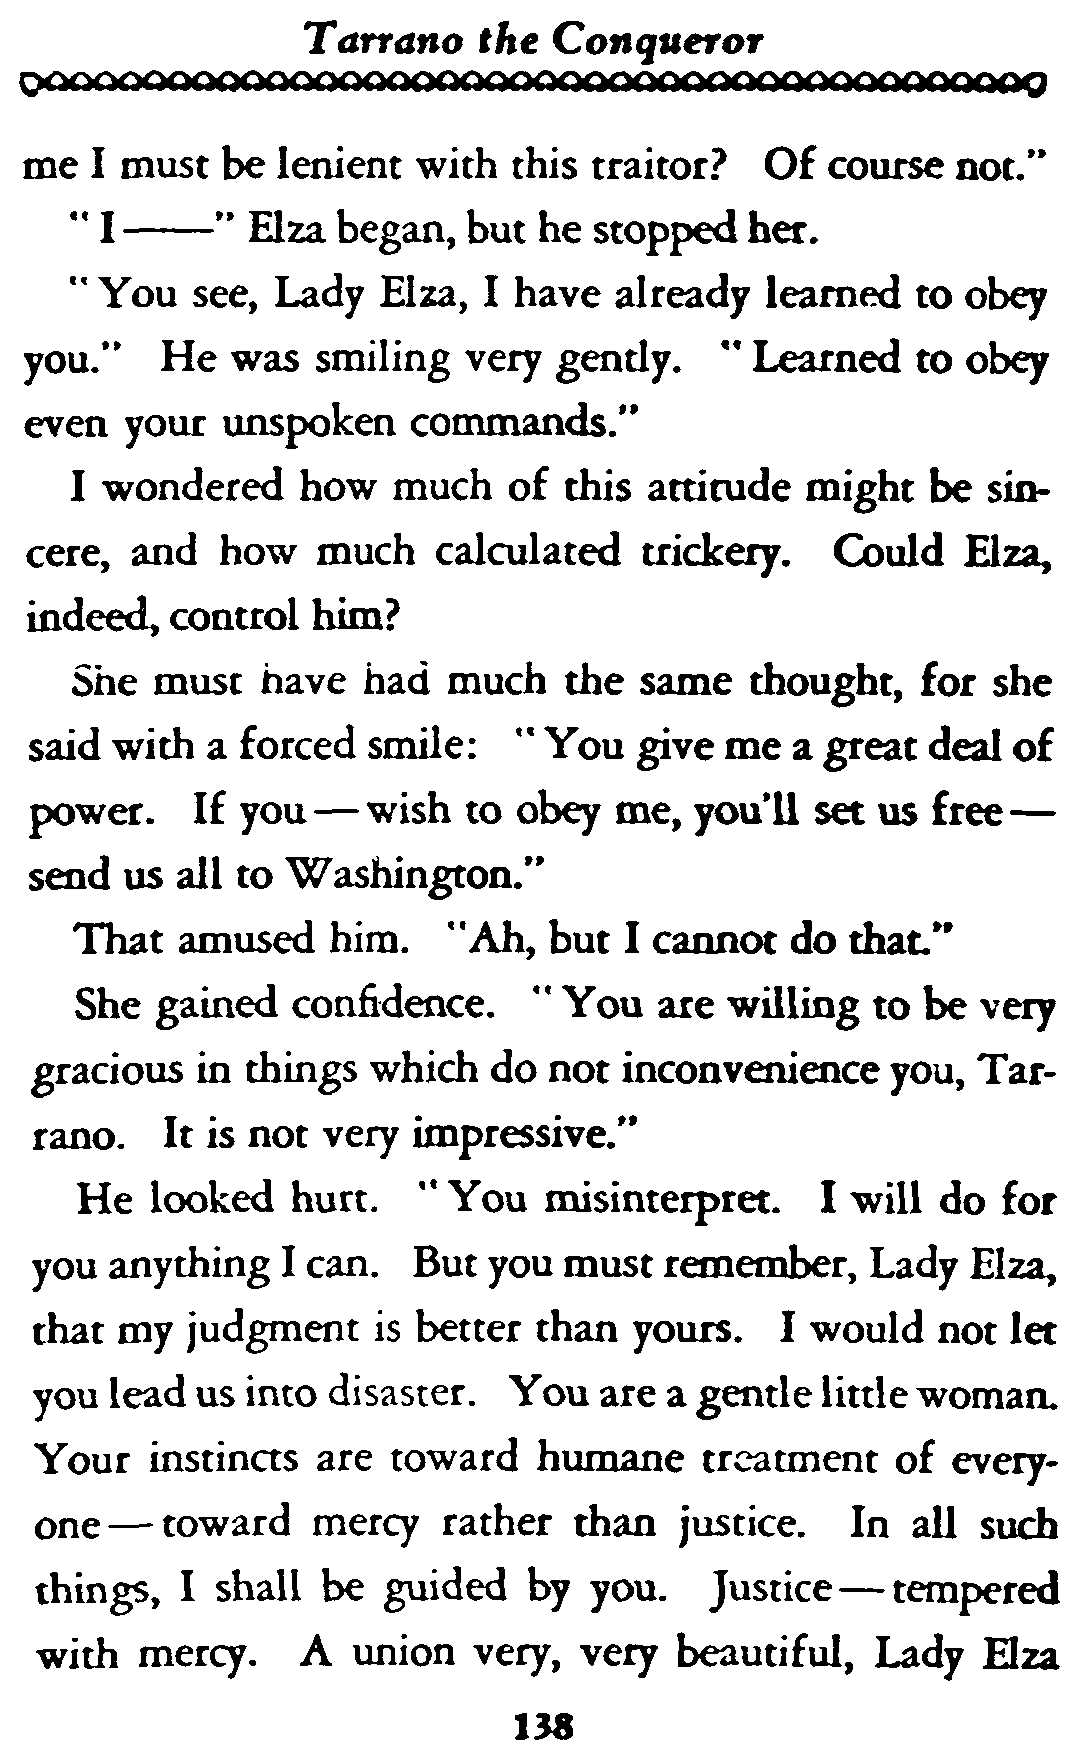 Tarrano the Conqueror
me I must be lenient with this traitor? Of course not."
"I——" Elza began, but he stopped her.
"You see, Lady Elza, I have already learned to obey
you." He was smiling very gently. "Learned to obey
even your unspoken commands."
I wondered how much of this attitude might be sin-
cere, and how much calculated trickery. Could Elza,
indeed, control him?
She must have had much the same thought, for she
said with a forced smile: "You give me a great deal of
power. If you — wish to obey me, you'll set us free —
send us all to Washington."
That amused him. "Ah, but I cannot do that."
She gained confidence. "You are willing to be very
gracious in things which do not inconvenience you, Tar-
rano. It is not very impressive."
He looked hurt. "You misinterpret. I will do for
you anything I can. But you must remember, Lady Elza,
that my judgment is better than yours. I would not let
you lead us into disaster. You are a gentle little woman.
Your instincts are toward humane treatment of every-
one — toward mercy rather than justice. In all such
things, I shall be guided by you. Justice — tempered
with mercy. A union very, very beautiful, Lady Elza
138